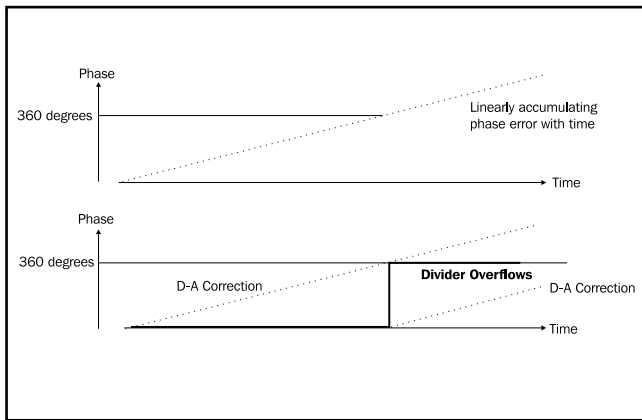 Phase
360 degrees
Linearly accumulating
phase error with time
Time
Phase
360 degrees
D-A Correction
Divider Overflows
D-A Correction
Time